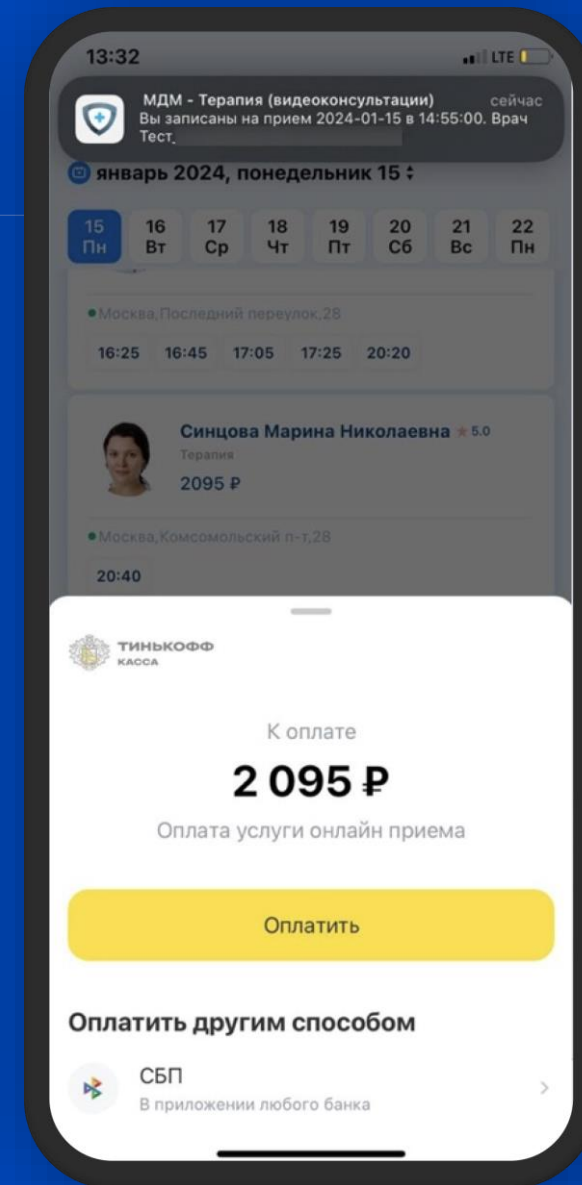 13:32 LTE
МДМ - Терапия (видеоконсультации) сейчас
Вы записаны на прием 2024-01-15 в 14:55:00. Врач
Тест
январь 2024, понедельник 15
15 16 17 18 19 20 21 22
Пн Вт Ср Чт Пт Сб Вс Пн
Москва,Последний переулок,28
16:25 16:45 17:05 17:25 20:20
Синцова Марина Николаевна 5.0
Терапия
2095 ₽
Москва,Комсомольский п-т,28
20:40
ТИНЬКОФФ
КАССА
К оплате
2 095 ₽
Оплата услуги онлайн приема
Оплатить
Оплатить другим способом
СБП
В приложении любого банка